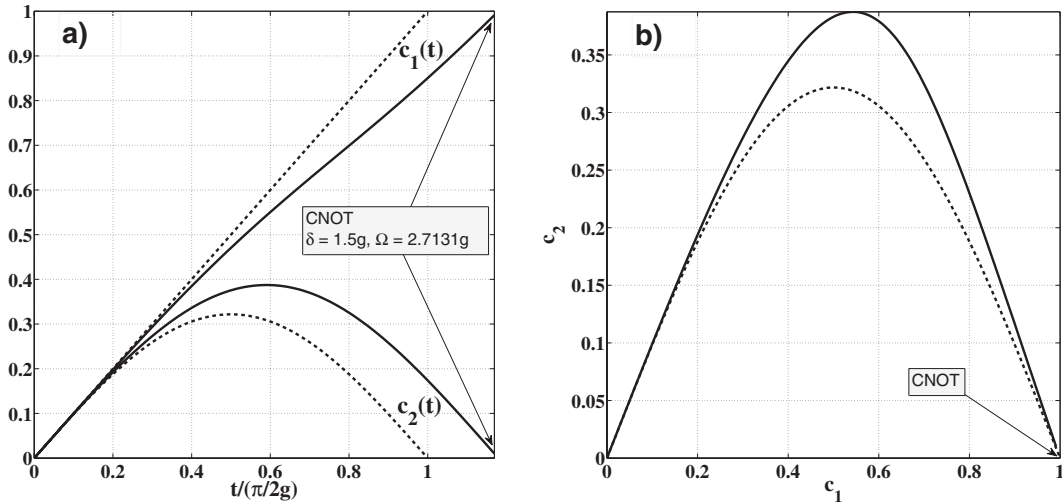 a)
1
0.9
0.8
0.7
0.6
0.5
0.4
0.3
0.2
0.1
0
c₁(t)
CNOT
δ = 1.5g, Ω = 2.7131g
c₂(t)
0 0.2 0.4 0.6 0.8 1
t/(π/2g)
b)
0.35
0.3
0.25
0.2
0.15
0.1
0.05
0
c₂
CNOT
0 0.2 0.4 0.6 0.8 1
c₁